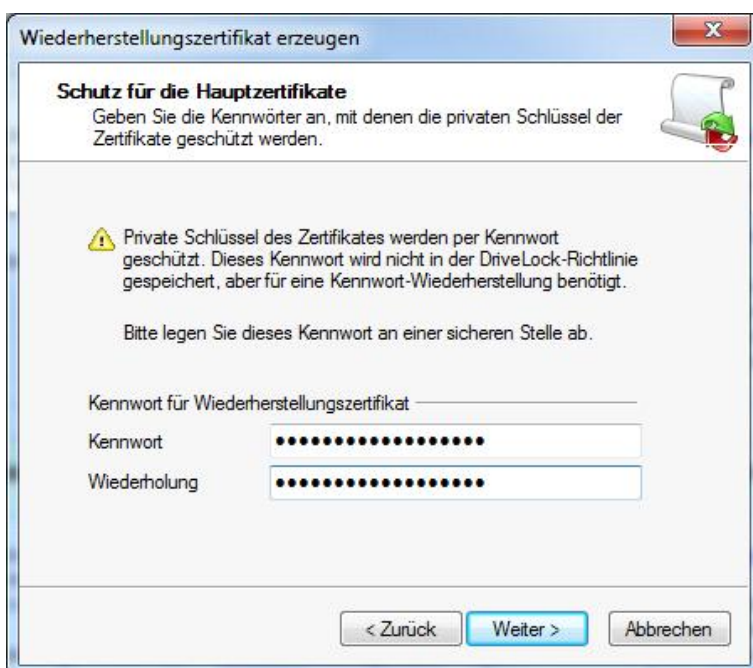 Wiederherstellungszertifikat erzeugen
Schutz für die Hauptzertifikate
Geben Sie die Kennwörter an, mit denen die privaten Schlüssel der
Zertifikate geschützt werden.
Private Schlüssel des Zertifikates werden per Kennwort
geschützt. Dieses Kennwort wird nicht in der DriveLock-Richtlinie
gespeichert, aber für eine Kennwort-Wiederherstellung benötigt.
Bitte legen Sie dieses Kennwort an einer sicheren Stelle ab.
Kennwort für Wiederherstellungszertifikat
Kennwort ●●●●●●●●●●●●●●●●●●
Wiederholung ●●●●●●●●●●●●●●●●●●
< Zurück Weiter > Abbrechen